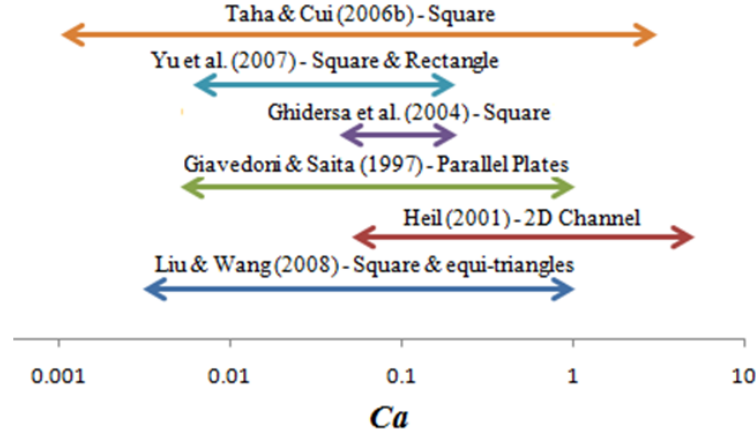 Taha & Cui (2006b) - Square
Yu et al. (2007) - Square & Rectangle
Ghidersa et al. (2004) - Square
Giavedoni & Saita (1997) - Parallel Plates
Heil (2001) - 2D Channel
Liu & Wang (2008) - Square & equi-triangles
0.001 0.01 0.1 1 10
Ca